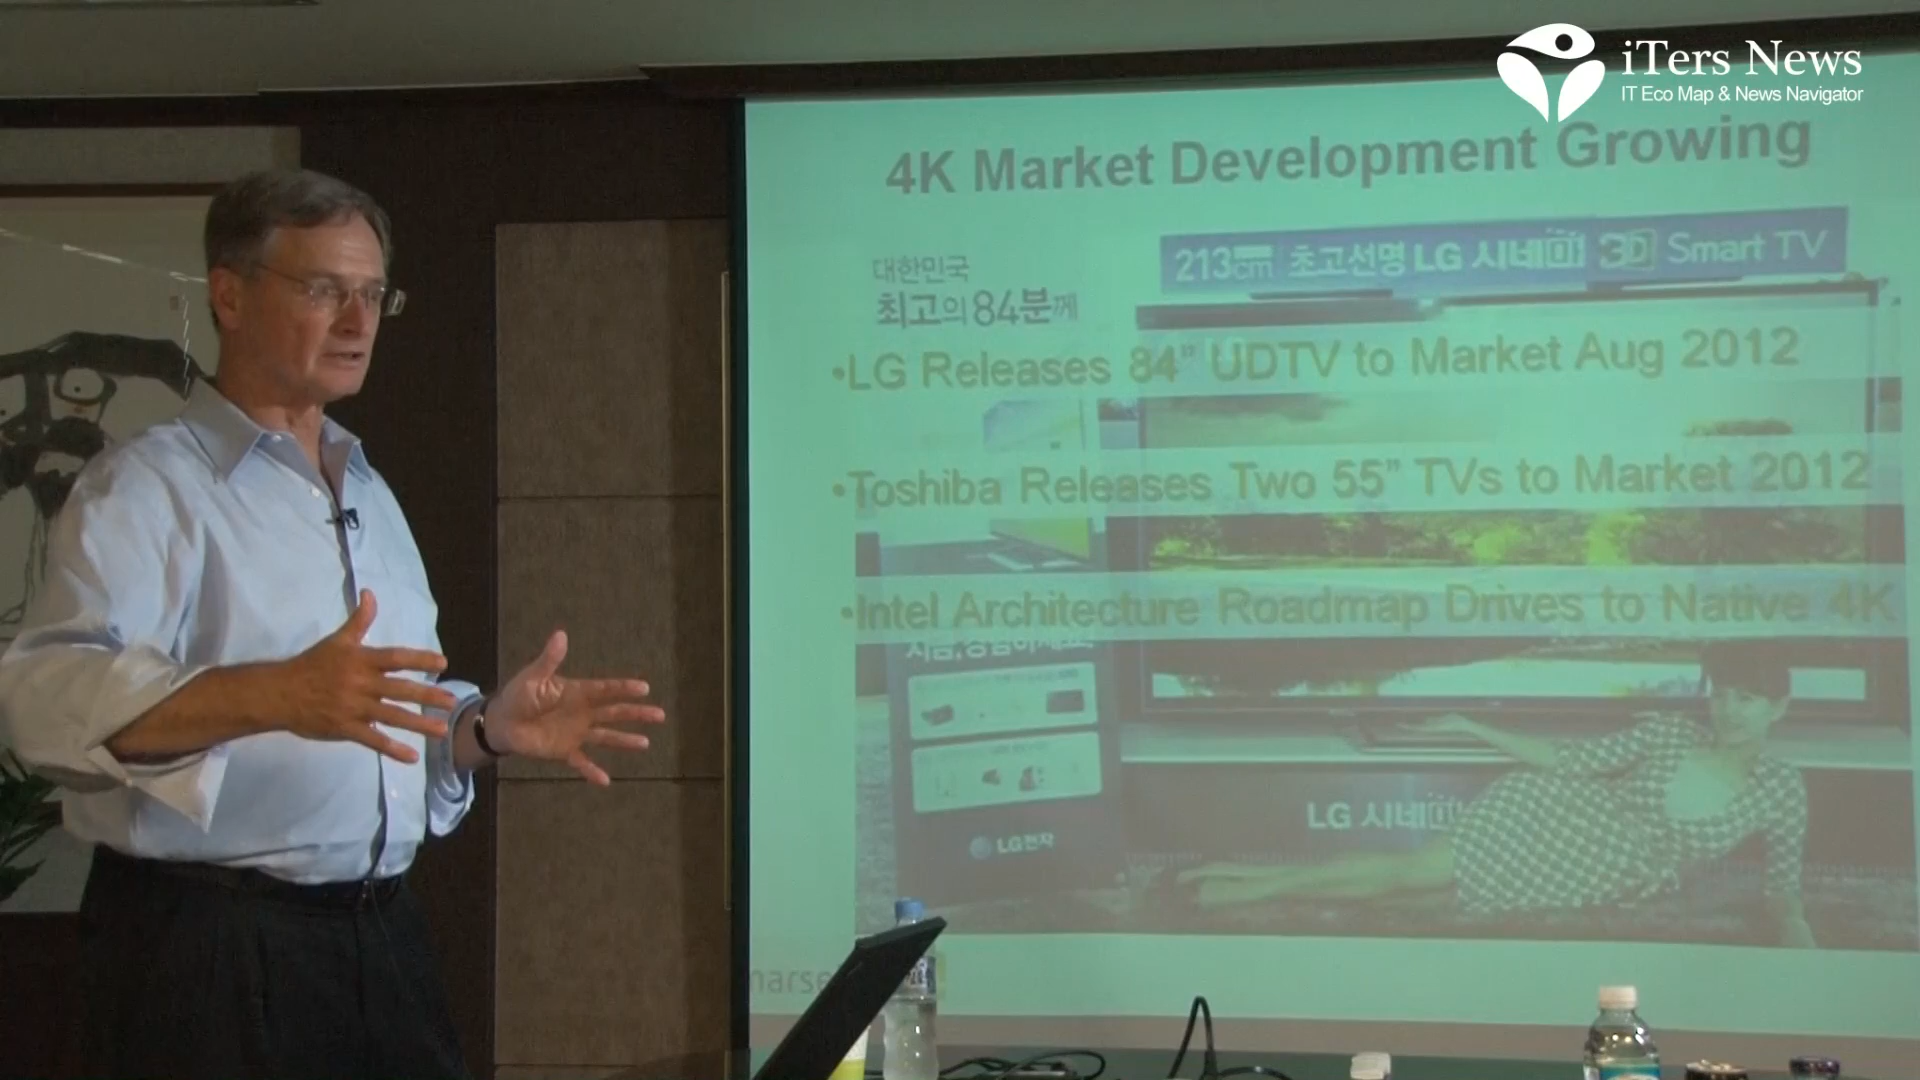 iTers News
IT Eco Map & News Navigator
4K Market Development Growing
213cm 초고선명 LG 시네마 3D Smart TV
대한민국
최고의 84분께
•LG Releases 84” UDTV to Market Aug 2012
•Toshiba Releases Two 55” TVs to Market 2012
•Intel Architecture Roadmap Drives to Native 4K
LG 시네마
LG전자